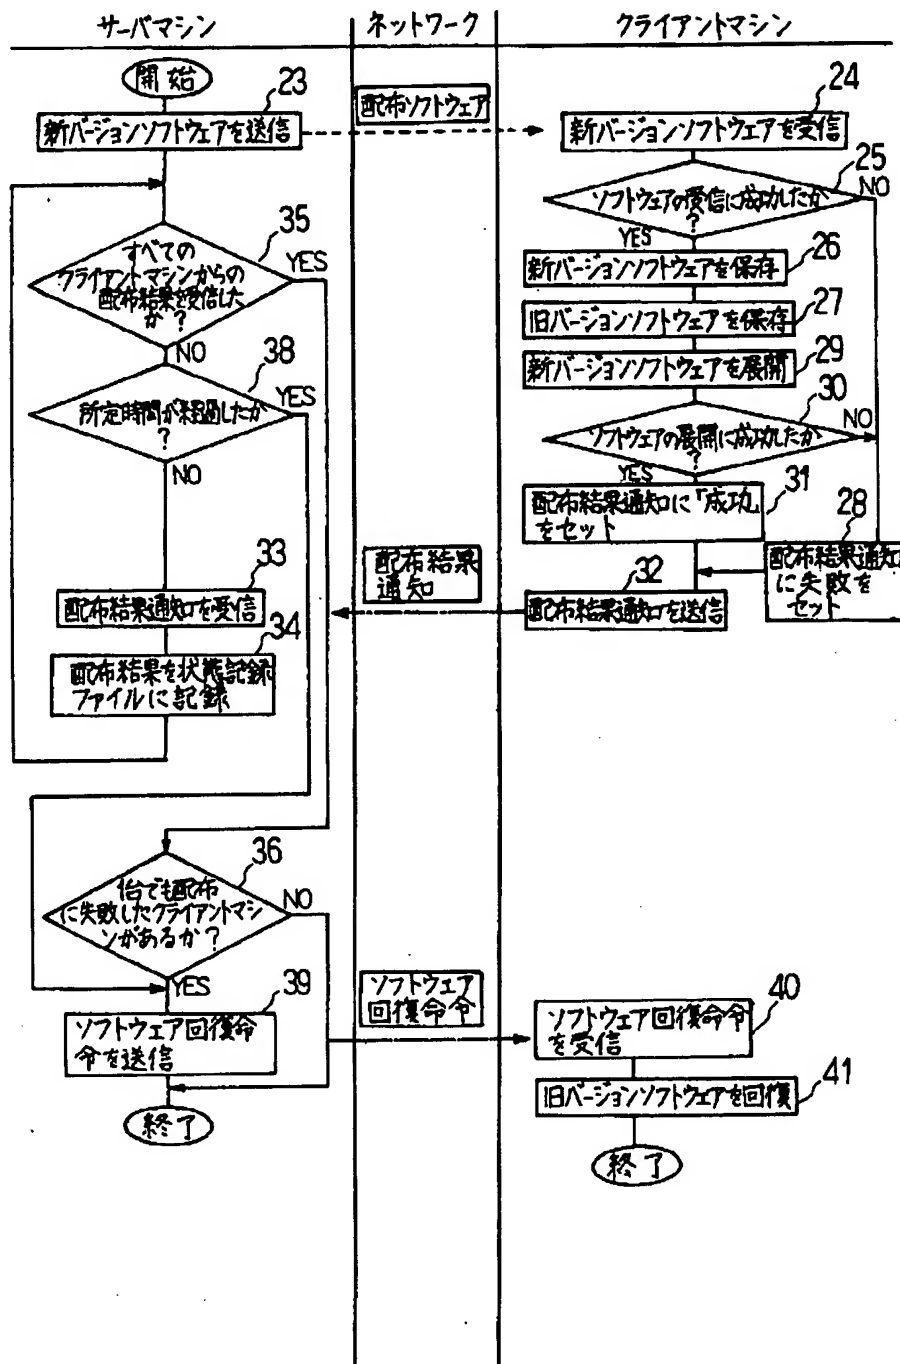 サーバマシン
ネットワーク
クライアントマシン
開始
23
新バージョンソフトウェアを送信
配布ソフトウェア
24
新バージョンソフトウェアを受信
25
ソフトウェアの受信に成功したか
?
NO
YES
26
新バージョンソフトウェアを保存
27
旧バージョンソフトウェアを保存
29
新バージョンソフトウェアを展開
30
ソフトウェアの展開に成功したか
?
NO
YES
31
配布結果通知に「成功」
をセット
28
配布結果通知
に失敗を
セット
32
配布結果通知を送信
配布結果
通知
35
すべての
クライアントマシンからの
配布結果を受信した
か?
YES
NO
38
所定時間が経過したか
?
YES
NO
33
配布結果通知を受信
34
配布結果を状態記録
ファイルに記録
36
1台でも配布
に失敗したクライアントマシ
ンがあるか?
NO
YES
39
ソフトウェア回復命
令を送信
終了
ソフトウェア
回復命令
40
ソフトウェア回復命令
を受信
41
旧バージョンソフトウェアを回復
終了